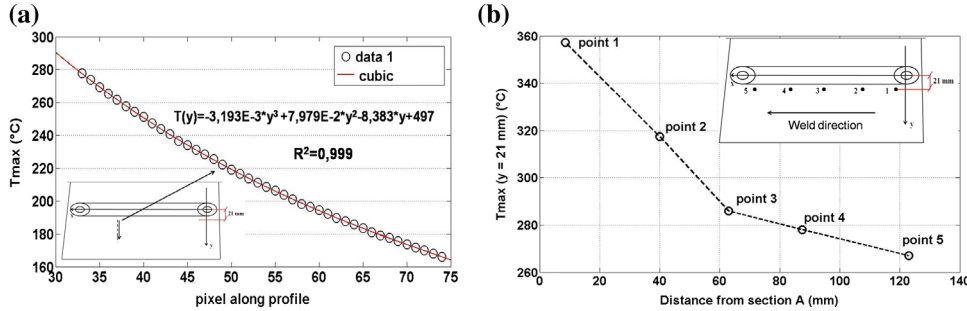 (a)
Tmax (°C)
300
280
260
240
220
200
180
160
data 1
cubic
T(y)=-3,193E-3*y³+7,979E-2*y²-8,383*y+497
R²=0,999
21 mm
y
30 35 40 45 50 55 60 65 70 75
pixel along profile
(b)
Tmax (y = 21 mm) (°C)
360
340
320
300
280
260
point 1
point 2
point 3
point 4
point 5
21 mm
5 4 3 2 1
Weld direction
y
0 20 40 60 80 100 120 140
Distance from section A (mm)